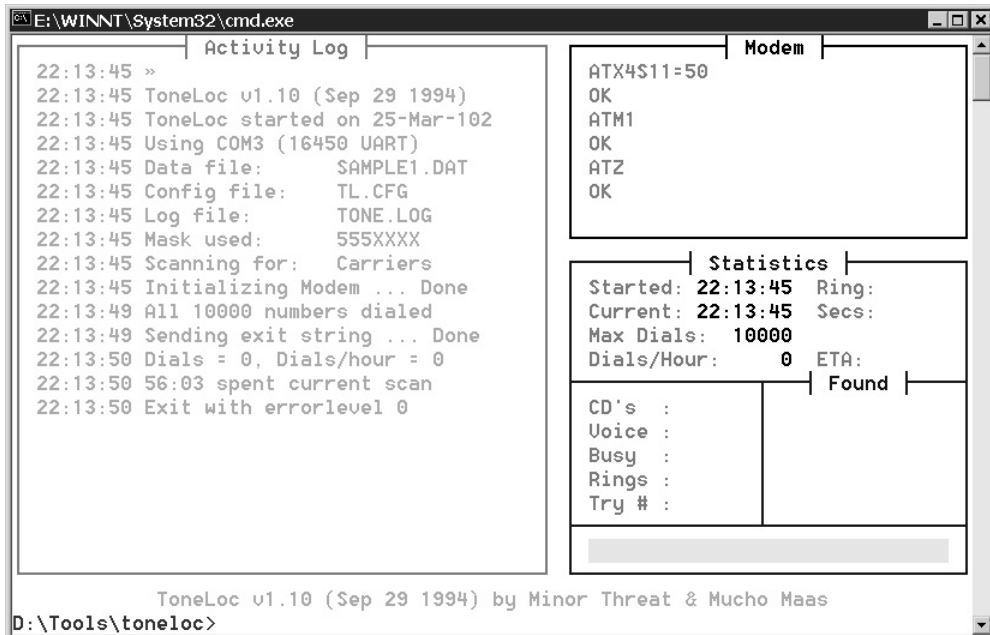 E:\WINNT\System32\cmd.exe
Activity Log
22:13:45 »
22:13:45 ToneLoc v1.10 (Sep 29 1994)
22:13:45 ToneLoc started on 25-Mar-102
22:13:45 Using COM3 (16450 UART)
22:13:45 Data file: SAMPLE1.DAT
22:13:45 Config file: TL.CFG
22:13:45 Log file: TONE.LOG
22:13:45 Mask used: 555XXXX
22:13:45 Scanning for: Carriers
22:13:45 Initializing Modem ... Done
22:13:49 All 10000 numbers dialed
22:13:49 Sending exit string ... Done
22:13:50 Dials = 0, Dials/hour = 0
22:13:50 56:03 spent current scan
22:13:50 Exit with errorlevel 0
Modem
ATX4S11=50
OK
ATM1
OK
ATZ
OK
Statistics
Started: 22:13:45 Ring:
Current: 22:13:45 Secs:
Max Dials: 10000
Dials/Hour: 0 ETA:
Found
CD's :
Voice :
Busy :
Rings :
Try # :
ToneLoc v1.10 (Sep 29 1994) by Minor Threat & Mucho Maas
D:\Tools\toneloc>